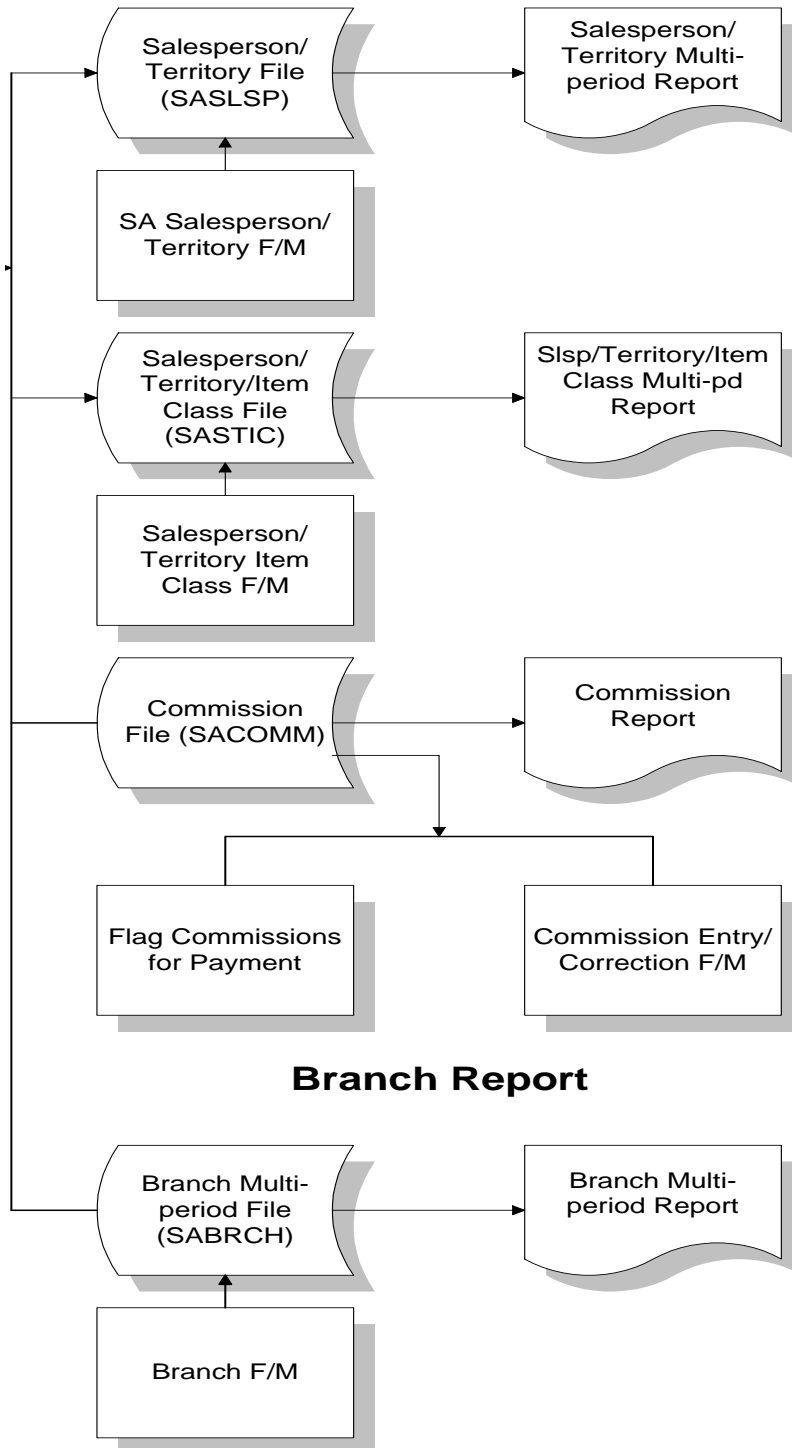 Salesperson/
Territory File
(SASLSP)
Salesperson/
Territory Multi-
period Report
SA Salesperson/
Territory F/M
Salesperson/
Territory/Item
Class File
(SASTIC)
Slsp/Territory/Item
Class Multi-pd
Report
Salesperson/
Territory Item
Class F/M
Commission
File (SACOMM)
Commission
Report
Flag Commissions
for Payment
Commission Entry/
Correction F/M
Branch Report
Branch Multi-
period File
(SABRCH)
Branch Multi-
period Report
Branch F/M